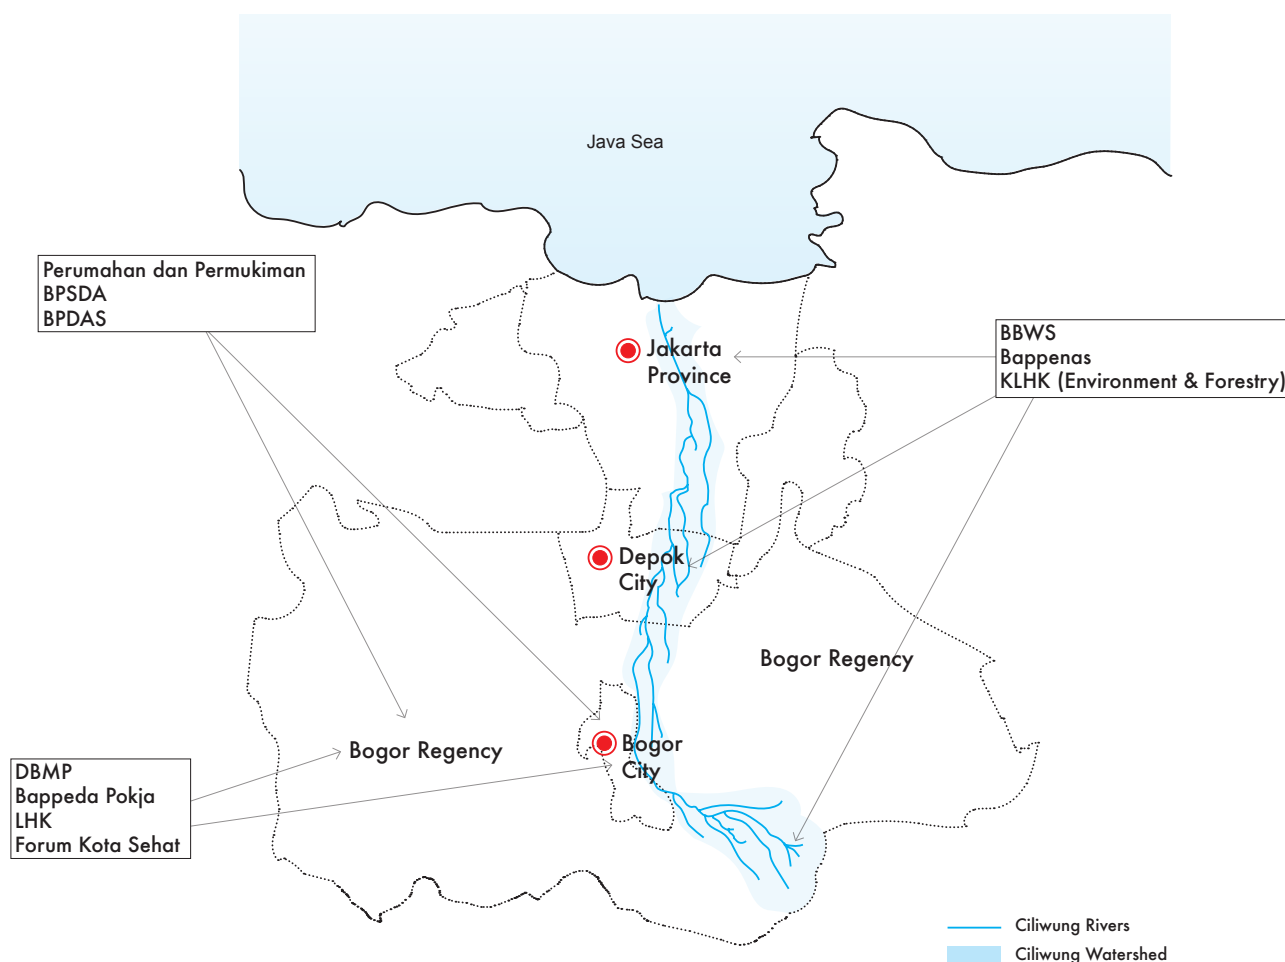 Java Sea
Perumahan dan Permukiman
BPSDA
BPDAS
BBWS
Bappenas
KLHK (Environment & Forestry)
Jakarta
Province
Depok
City
Bogor Regency
Bogor Regency
Bogor
City
DBMP
Bappeda Pokja
LHK
Forum Kota Sehat
Ciliwung Rivers
Ciliwung Watershed